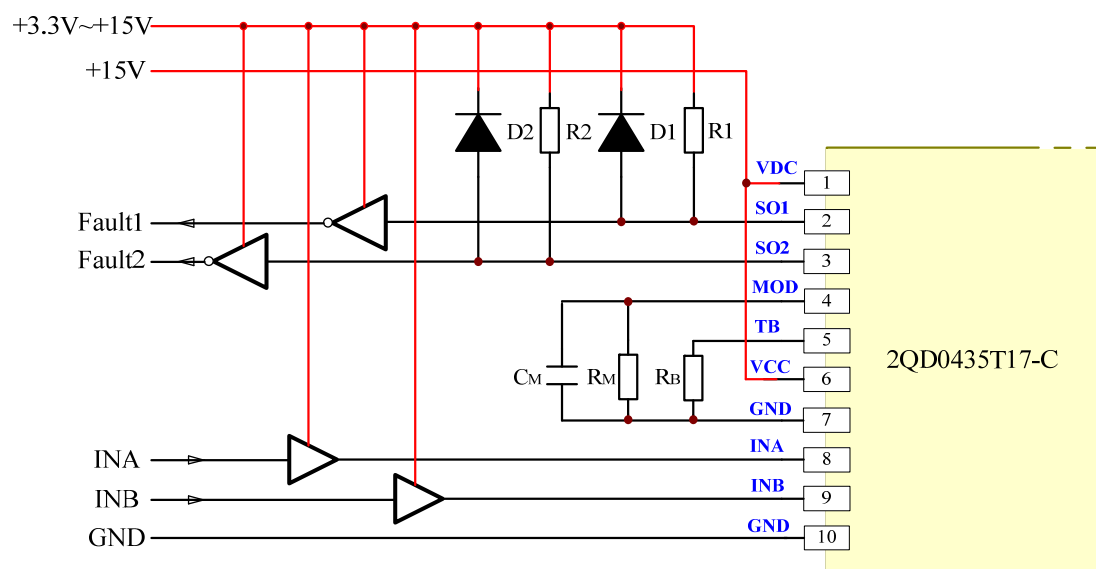 +3.3V~+15V
+15V
D2
R2
D1
R1
VDC
1
Fault1
SO1
2
Fault2
SO2
3
MOD
4
TB
5
2QD0435T17-C
CM
RM
RB
VCC
6
GND
7
INA
INA
8
INB
INB
9
GND
GND
10